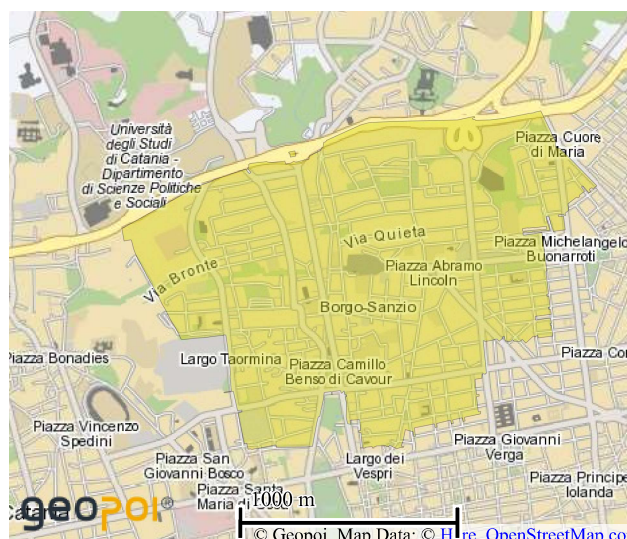 Università
degli Studi
di Catania -
Dipartimento
di Scienze Politiche
e Sociali
Piazza Cuore
di Maria
Via Quieta
Piazza Michelangelo
Buonarroti
Via Bronte
Piazza Abramo
Lincoln
Borgo-Sanzio
Piazza Bonadies
Largo Taormina
Piazza Camillo
Benso di Cavour
Piazza Vincenzo
Spedini
Piazza San
Giovanni Bosco
Largo dei
Vespri
Piazza Giovanni
Verga
Piazza Santa
Maria di
Piazza Principe
Iolanda
geopoi®
Catania
1000 m
© Geopoi, Map Data: © Here, OpenStreetMap.co